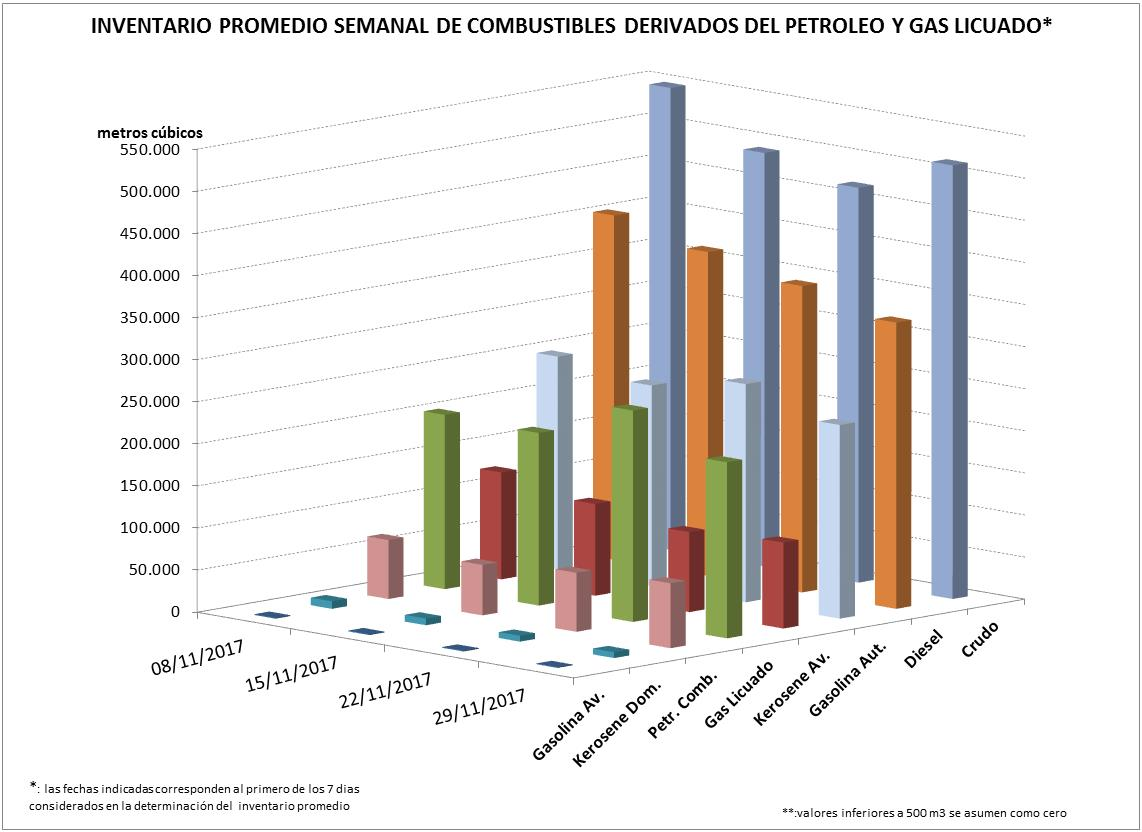 INVENTARIO PROMEDIO SEMANAL DE COMBUSTIBLES DERIVADOS DEL PETROLEO Y GAS LICUADO*
metros cúbicos
550.000
500.000
450.000
400.000
350.000
300.000
250.000
200.000
150.000
100.000
50.000
0
08/11/2017
15/11/2017
22/11/2017
29/11/2017
Gasolina Av.
Kerosene Dom.
Petr. Comb.
Gas Licuado
Kerosene Av.
Gasolina Aut.
Diesel
Crudo
*: las fechas indicadas corresponden al primero de los 7 dias
considerados en la determinación del inventario promedio
**:valores inferiores a 500 m3 se asumen como cero